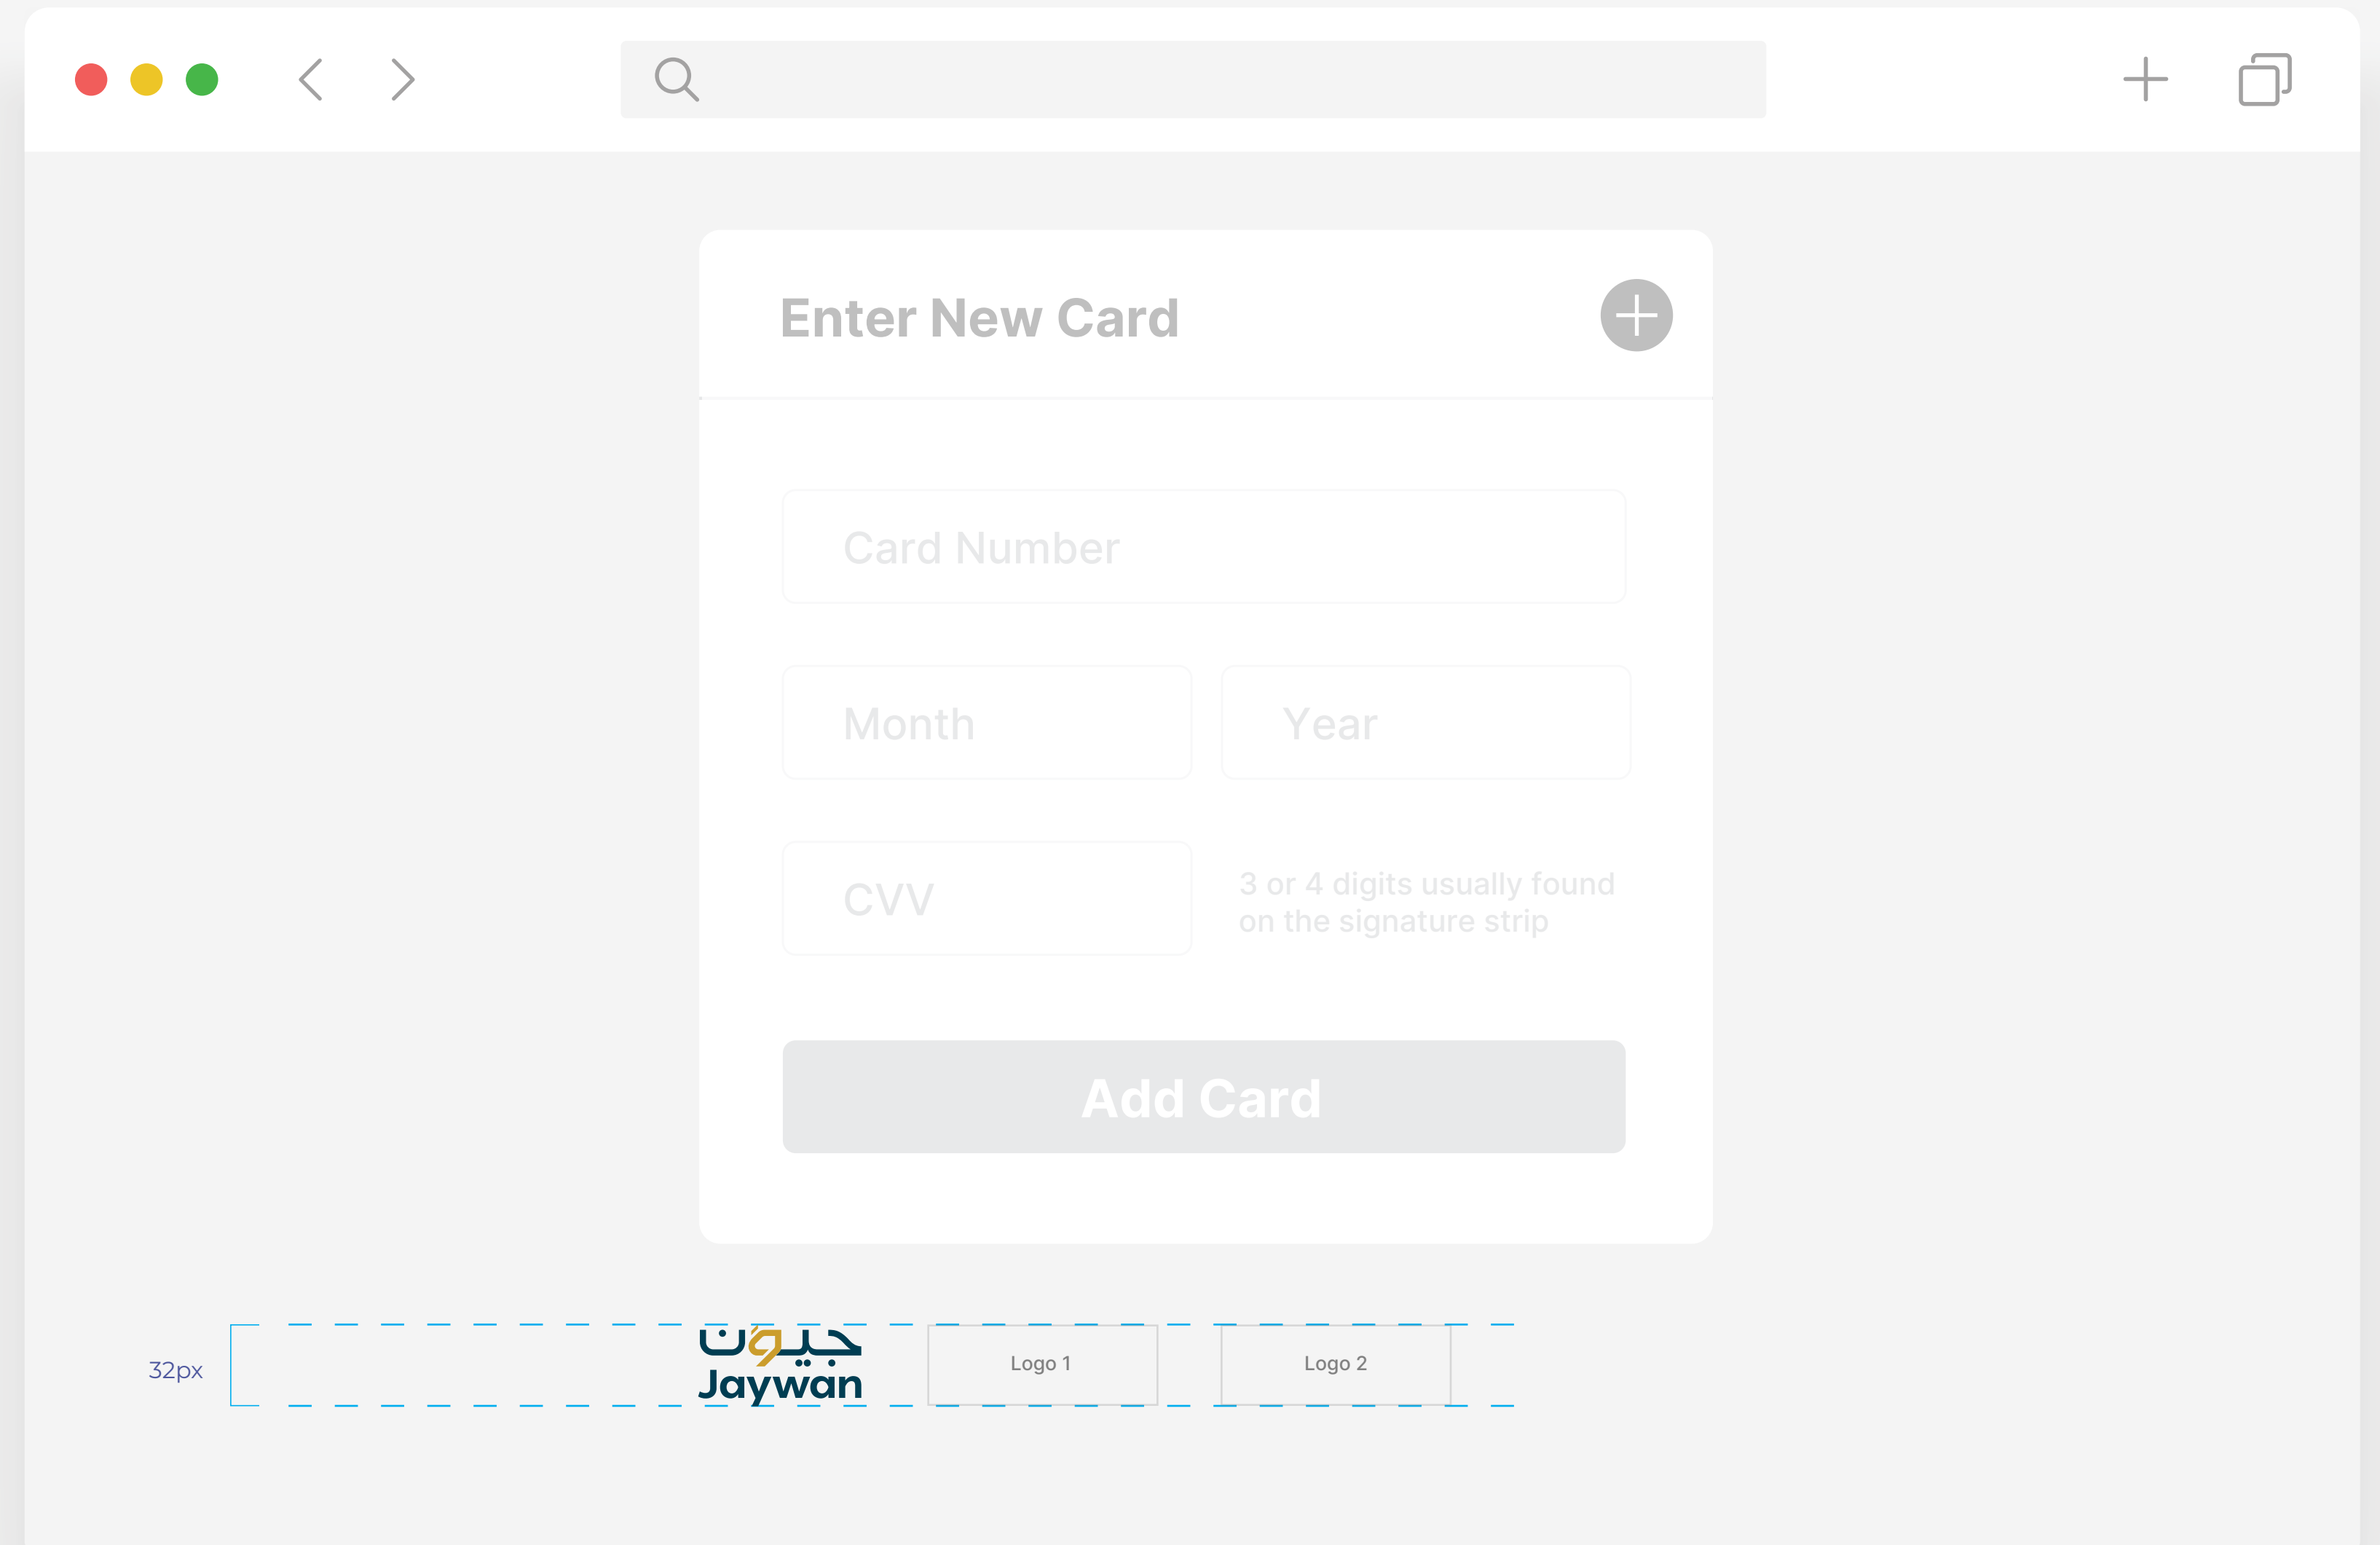 Enter New Card
Card Number
Month
Year
CVV
3 or 4 digits usually found
on the signature strip
Add Card
32px
جيون
Jaywan
Logo 1
Logo 2